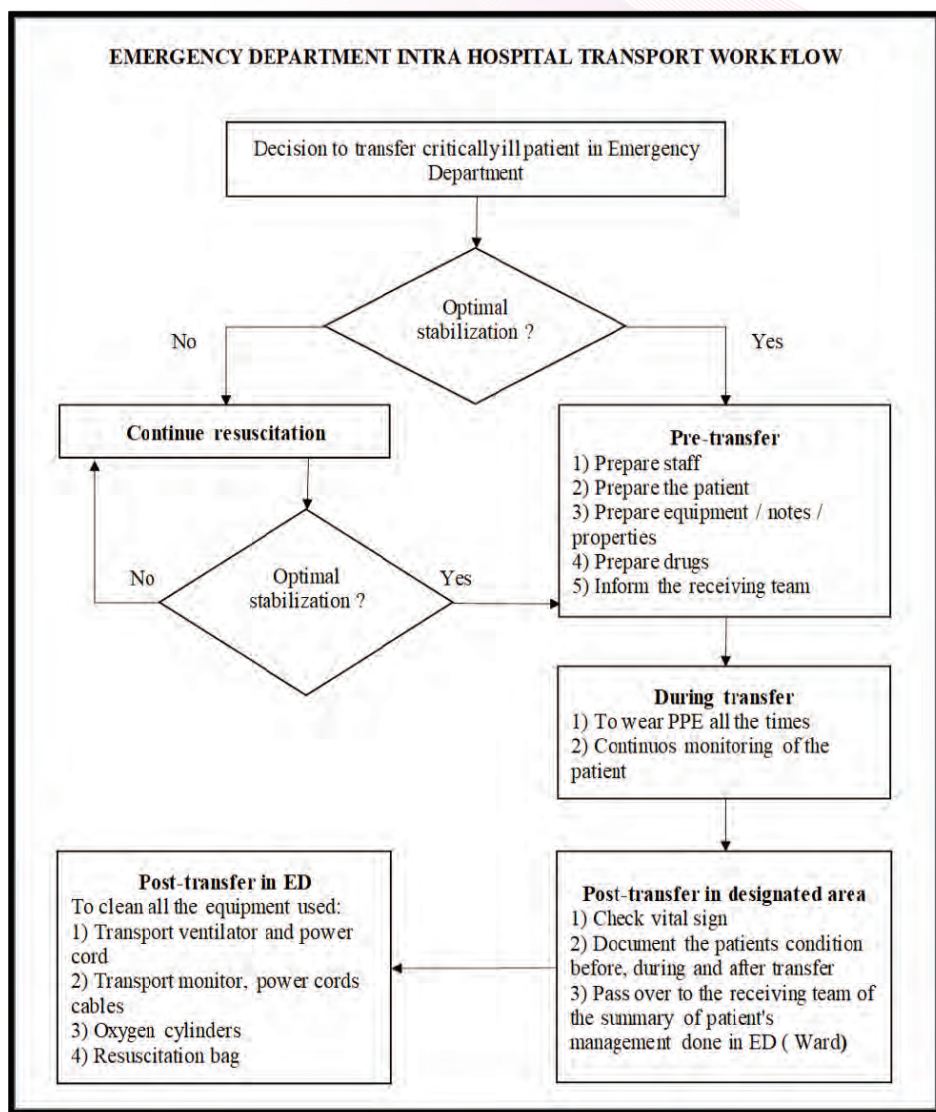 EMERGENCY DEPARTMENT INTRA HOSPITAL TRANSPORT WORK FLOW
Decision to transfer critically ill patient in Emergency
Department
Optimal
stabilization ?
No
Yes
Continue resuscitation
Pre-transfer
1) Prepare staff
2) Prepare the patient
3) Prepare equipment / notes /
properties
4) Prepare drugs
5) Inform the receiving team
Optimal
stabilization ?
No
Yes
During transfer
1) To wear PPE all the times
2) Continuos monitoring of the
patient
Post-transfer in designated area
1) Check vital sign
2) Document the patients condition
before, during and after transfer
3) Pass over to the receiving team of
the summary of patient's
management done in ED ( Ward)
Post-transfer in ED
To clean all the equipment used:
1) Transport ventilator and power
cord
2) Transport monitor, power cords
cables
3) Oxygen cylinders
4) Resuscitation bag